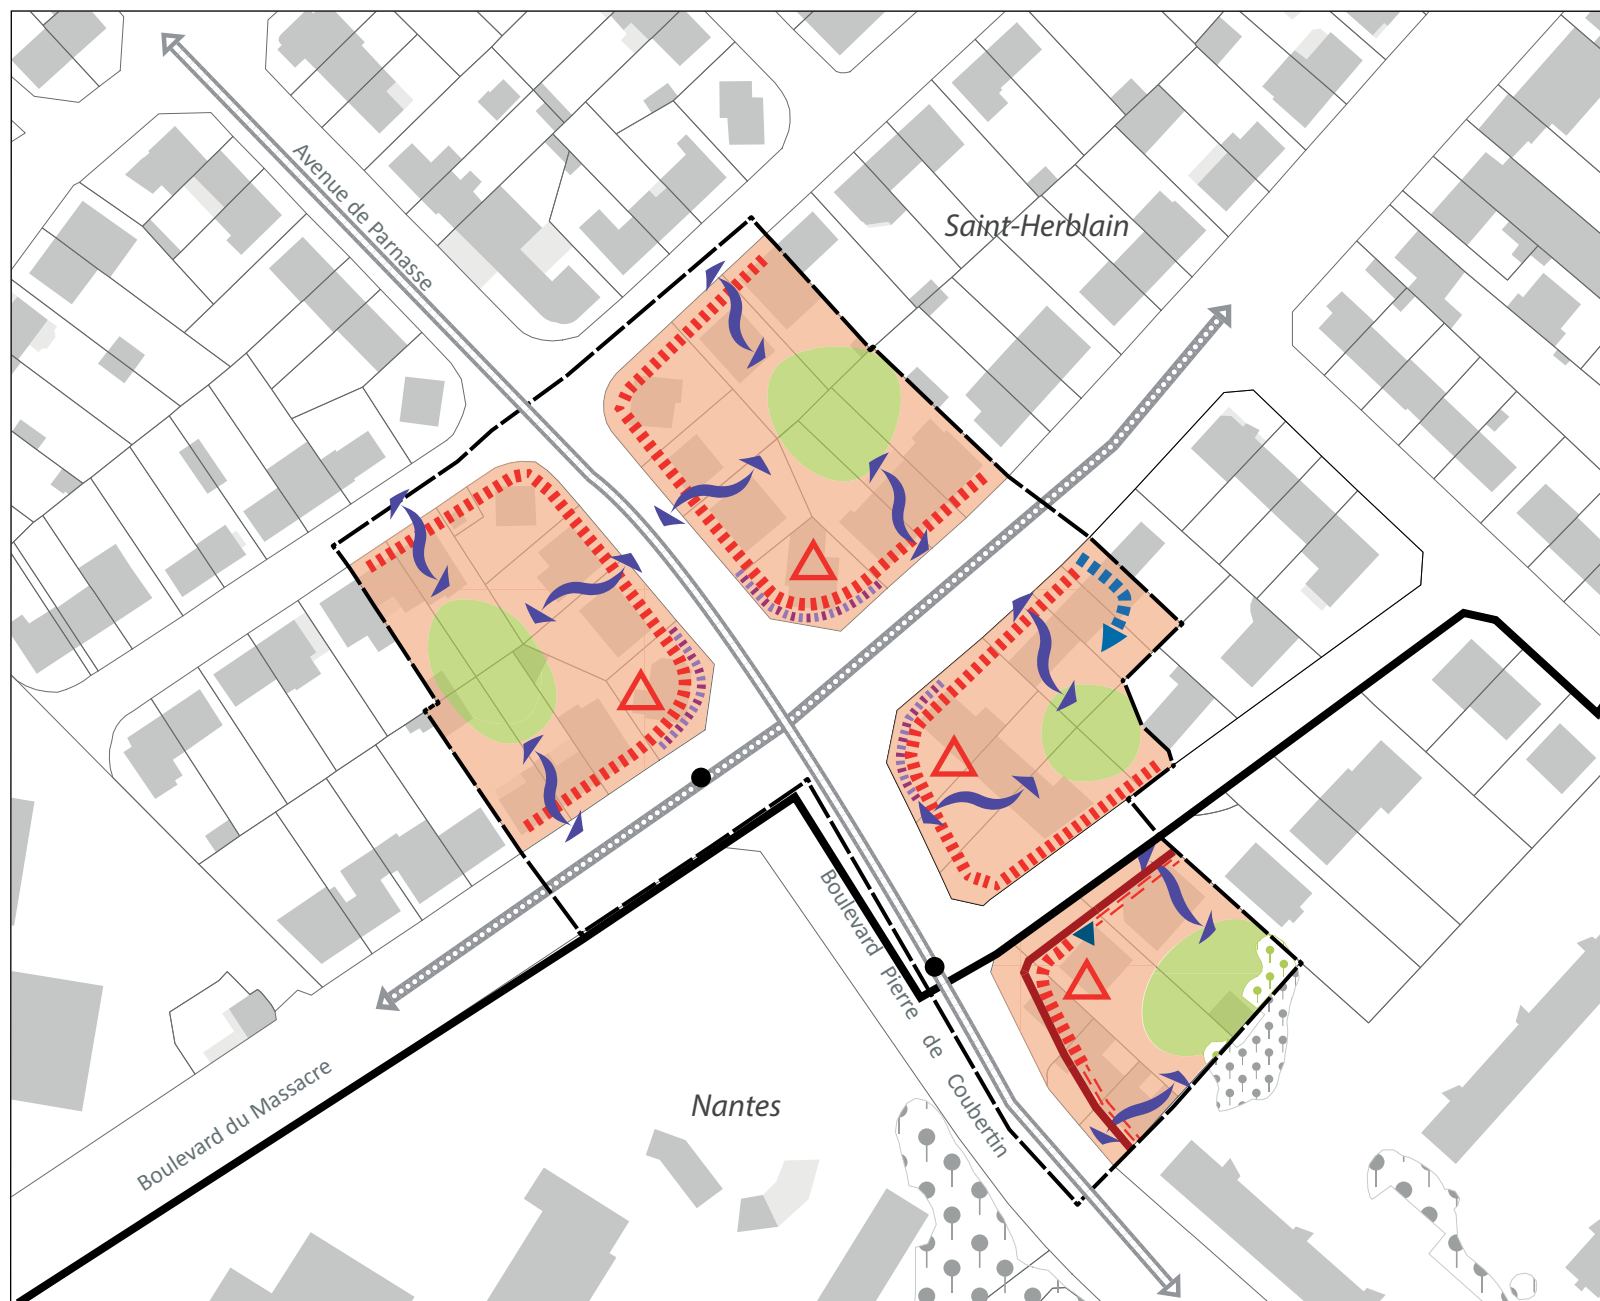 Avenue de Parnasse
Saint-Herblain
Boulevard Pierre de Coubertin
Boulevard du Massacre
Nantes